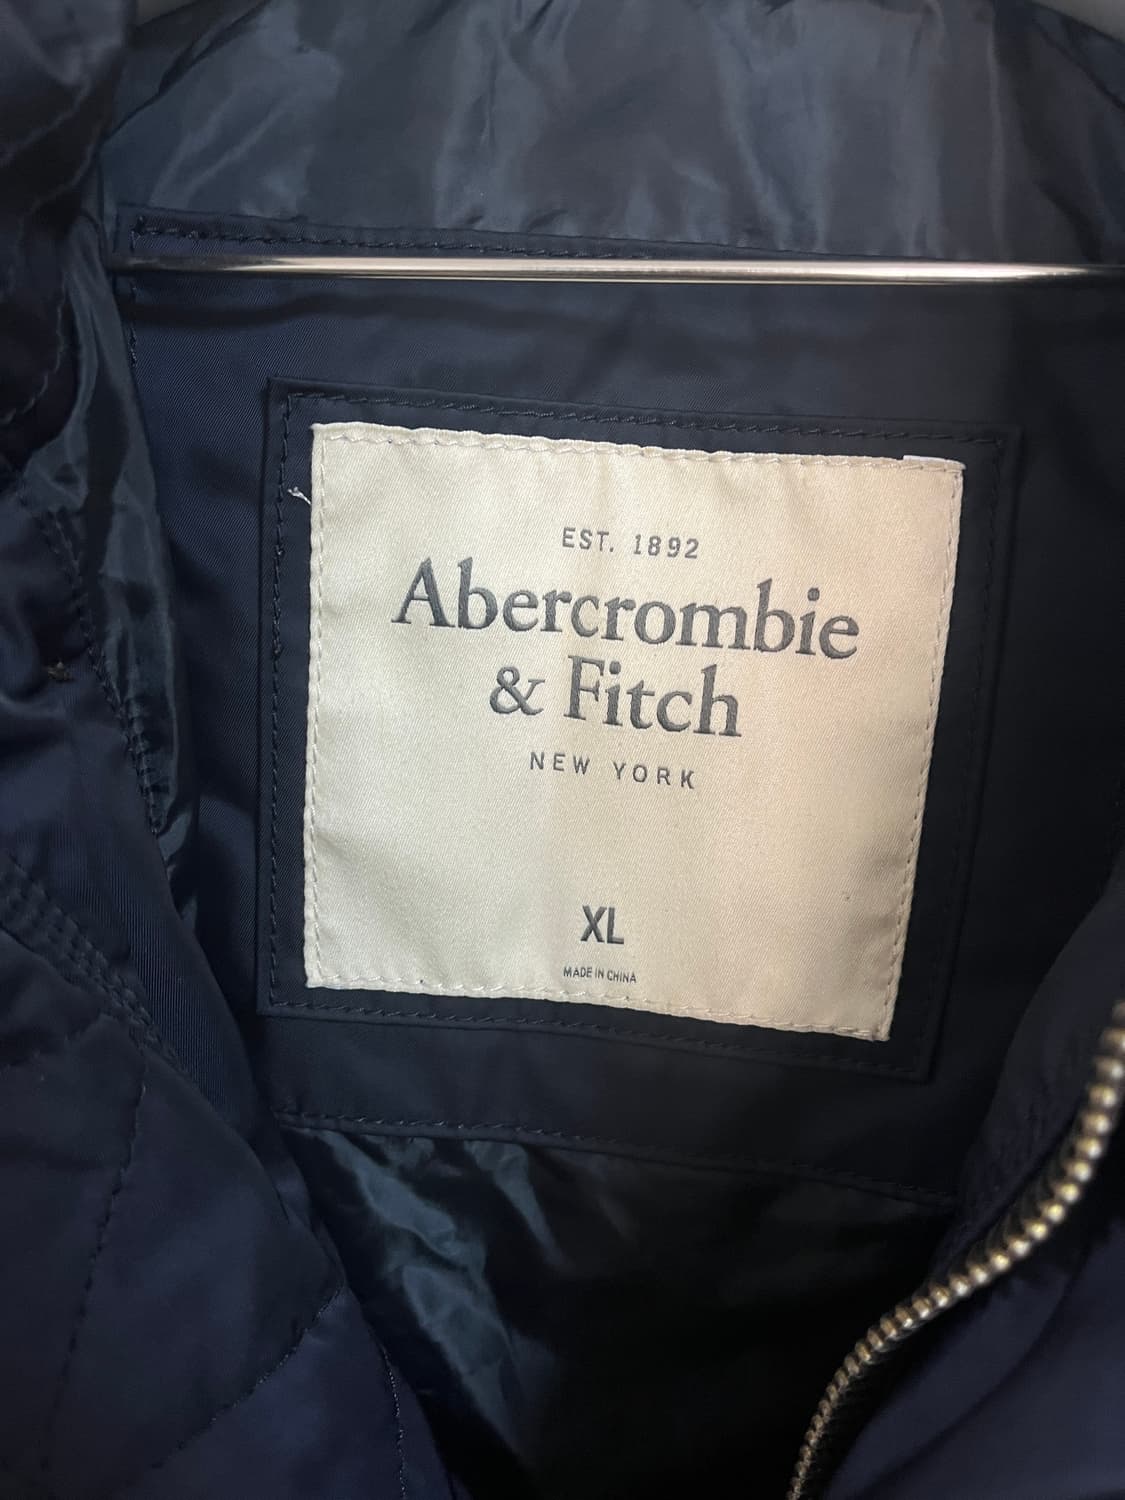 EST. 1892
Abercrombie
& Fitch
NEW YORK
XL
MADE IN CHINA